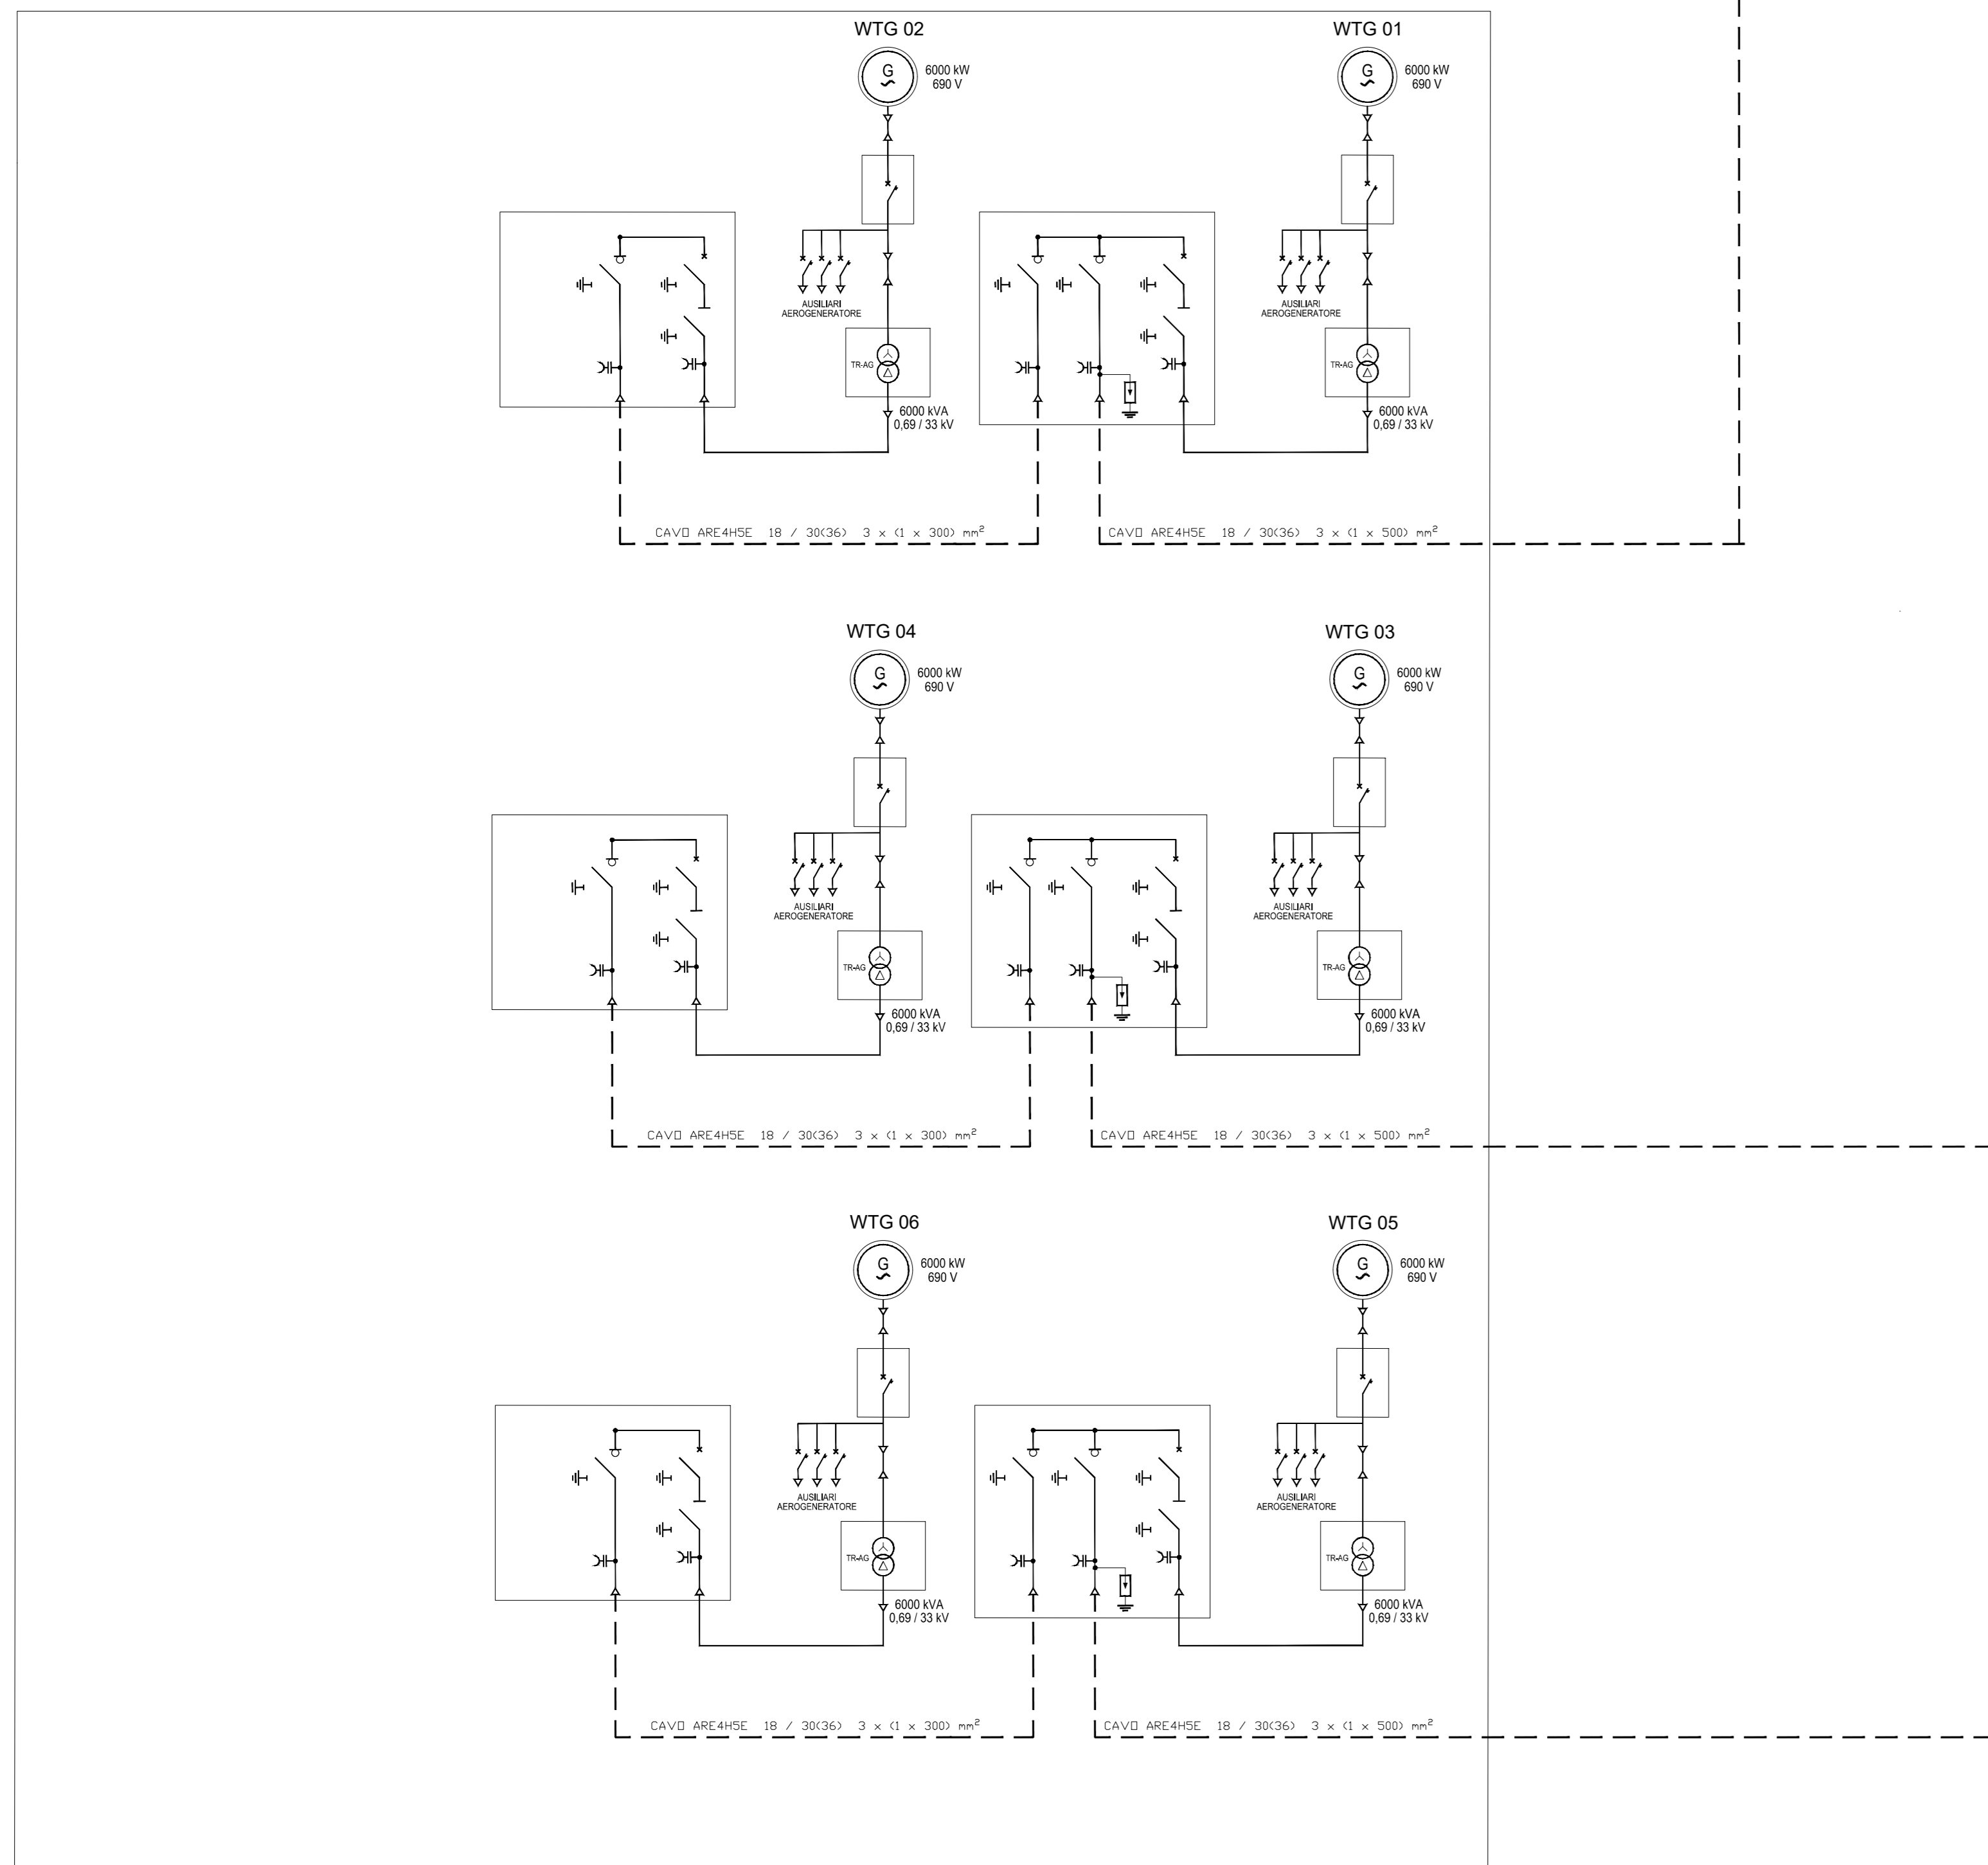 WTG 02
G
6000 kW
690 V
AUSILIARI
AEROGENERATORE
TR-AG
6000 kVA
0,69 / 33 kV
WTG 01
G
6000 kW
690 V
AUSILIARI
AEROGENERATORE
TR-AG
6000 kVA
0,69 / 33 kV
CAVO ARE4H5E 18 / 30(36) 3 x (1 x 300) mm²
CAVO ARE4H5E 18 / 30(36) 3 x (1 x 500) mm²
WTG 04
G
6000 kW
690 V
AUSILIARI
AEROGENERATORE
TR-AG
6000 kVA
0,69 / 33 kV
WTG 03
G
6000 kW
690 V
AUSILIARI
AEROGENERATORE
TR-AG
6000 kVA
0,69 / 33 kV
CAVO ARE4H5E 18 / 30(36) 3 x (1 x 300) mm²
CAVO ARE4H5E 18 / 30(36) 3 x (1 x 500) mm²
WTG 06
G
6000 kW
690 V
AUSILIARI
AEROGENERATORE
TR-AG
6000 kVA
0,69 / 33 kV
WTG 05
G
6000 kW
690 V
AUSILIARI
AEROGENERATORE
TR-AG
6000 kVA
0,69 / 33 kV
CAVO ARE4H5E 18 / 30(36) 3 x (1 x 300) mm²
CAVO ARE4H5E 18 / 30(36) 3 x (1 x 500) mm²